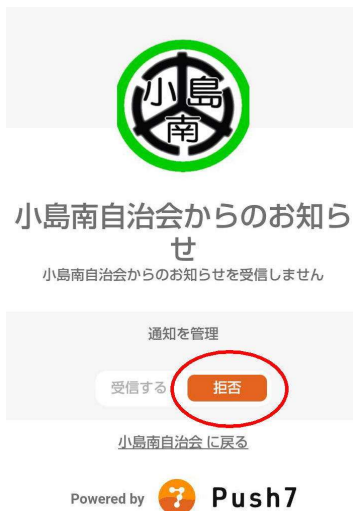 小島
南
小島南自治会からのお知ら
せ
小島南自治会からのお知らせを受信しません
通知を管理
受信する 拒否
小島南自治会 に戻る
Powered by Push7